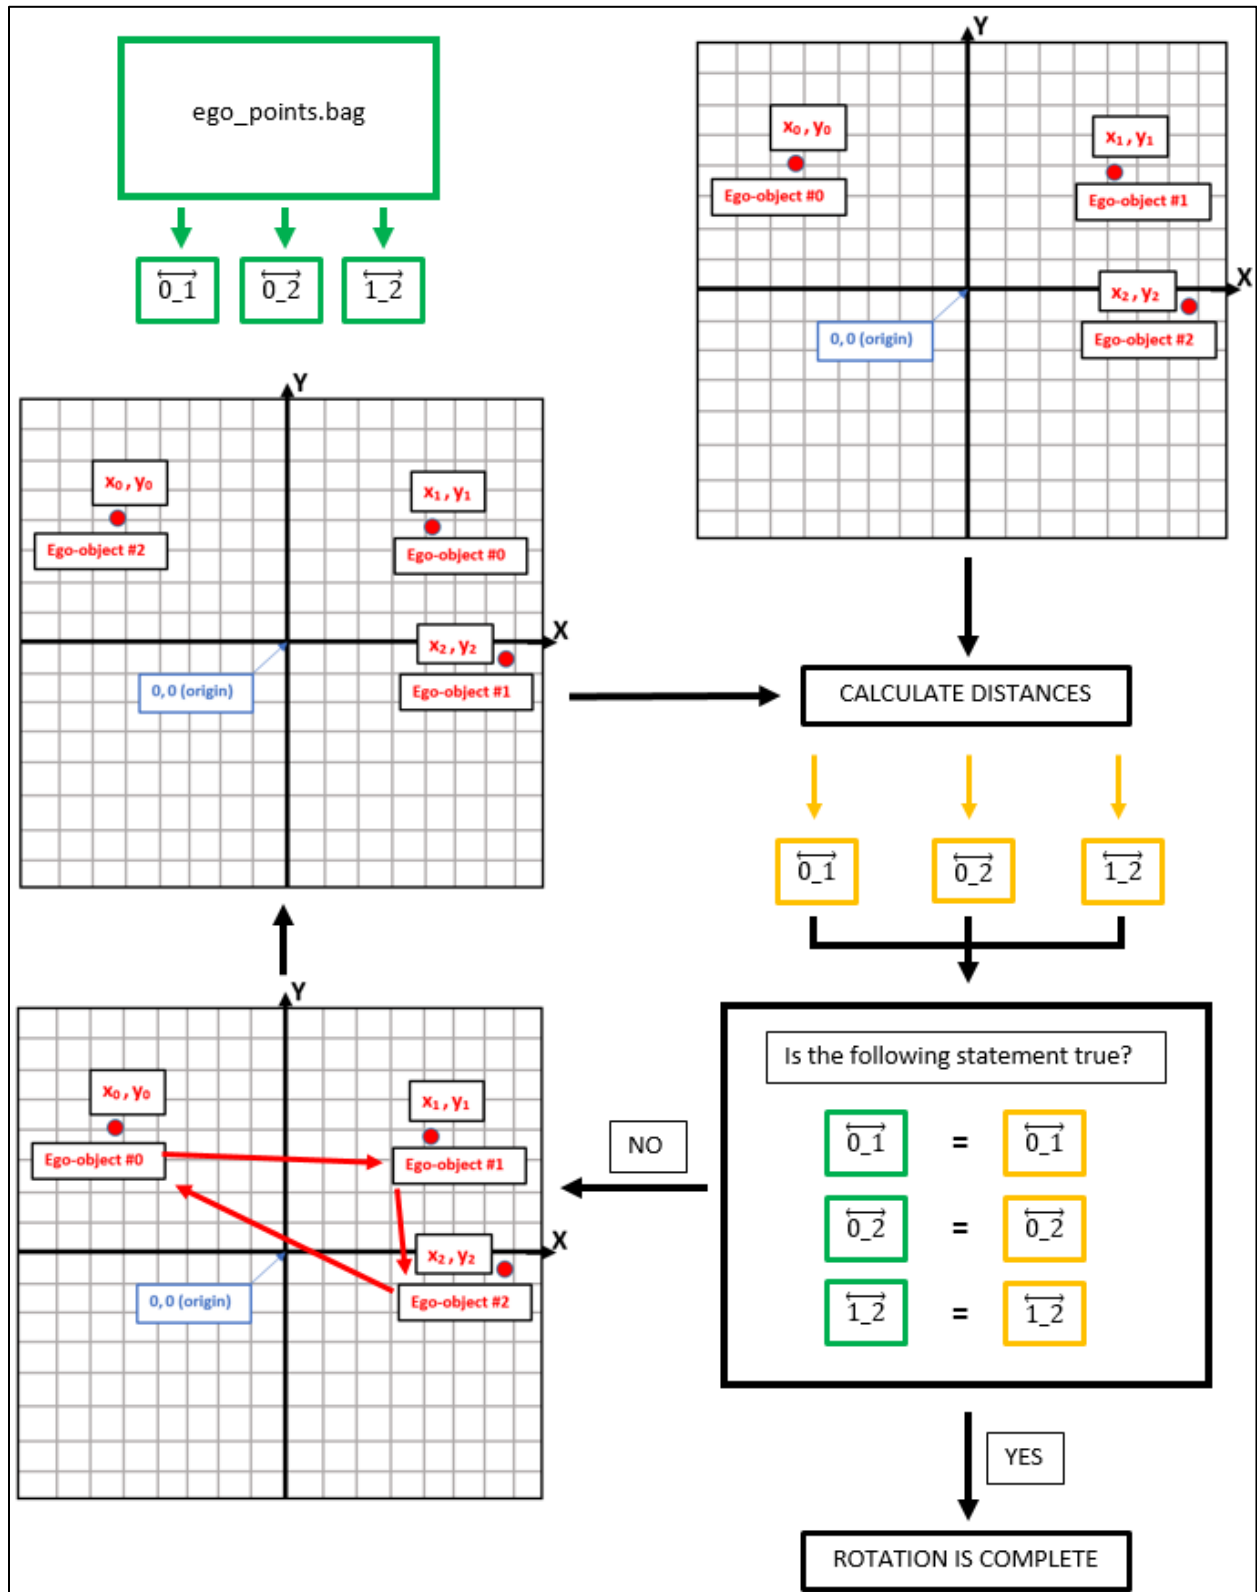 ego_points.bag
0_1
0_2
1_2
Y
x₀, y₀
x₁, y₁
Ego-object #0
Ego-object #1
x₂, y₂
X
0, 0 (origin)
Ego-object #2
Y
x₀, y₀
x₁, y₁
Ego-object #2
Ego-object #0
x₂, y₂
X
0, 0 (origin)
Ego-object #1
CALCULATE DISTANCES
0_1
0_2
1_2
Y
x₀, y₀
x₁, y₁
Ego-object #0
Ego-object #1
x₂, y₂
X
0, 0 (origin)
Ego-object #2
NO
Is the following statement true?
0_1 = 0_1
0_2 = 0_2
1_2 = 1_2
YES
ROTATION IS COMPLETE